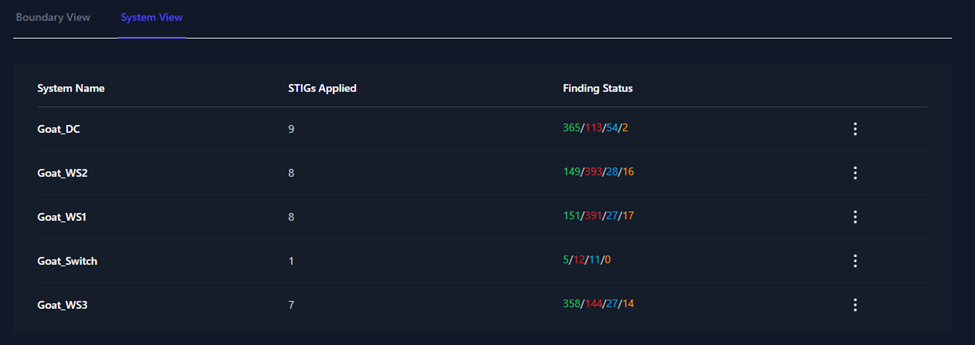 Boundary View System View
System Name STIGs Applied Finding Status
Goat_DC 9 365/113/54/2
Goat_WS2 8 149/393/28/16
Goat_WS1 8 151/391/27/17
Goat_Switch 1 5/12/11/0
Goat_WS3 7 358/144/27/14